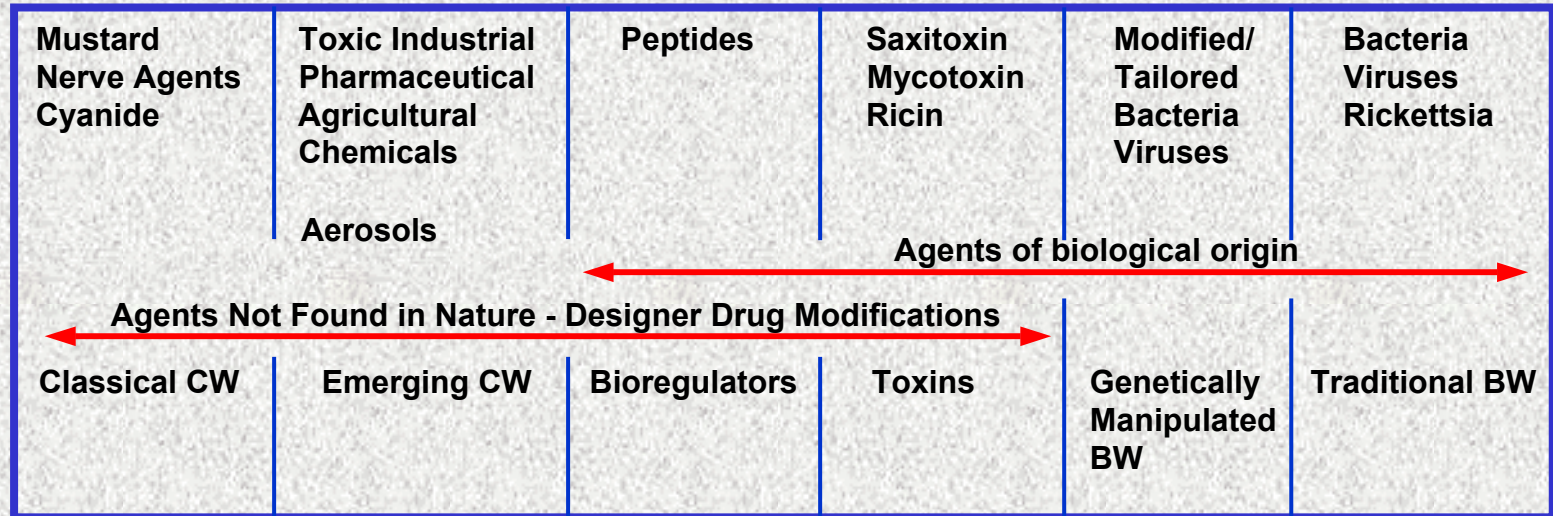 Mustard
Nerve Agents
Cyanide
Toxic Industrial
Pharmaceutical
Agricultural
Chemicals
Aerosols
Peptides
Saxitoxin
Mycotoxin
Ricin
Modified/
Tailored
Bacteria
Viruses
Bacteria
Viruses
Rickettsia
Agents of biological origin
Agents Not Found in Nature - Designer Drug Modifications
Classical CW
Emerging CW
Bioregulators
Toxins
Genetically
Manipulated
BW
Traditional BW